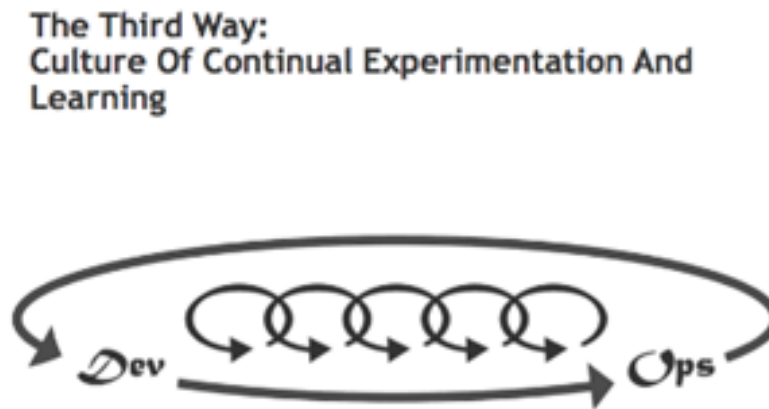 The Third Way:
Culture Of Continual Experimentation And
Learning
Dev
Ops